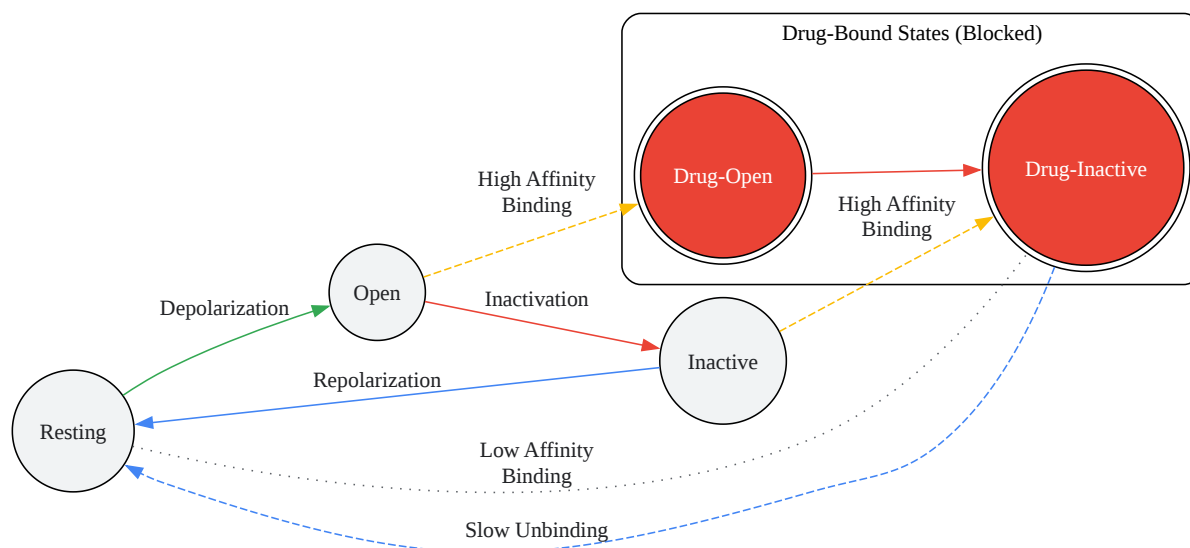 Drug-Bound States (Blocked)
Drug-Open
Drug-Inactive
High Affinity
Binding
High Affinity
Binding
Open
Depolarization
Inactivation
Inactive
Repolarization
Resting
Low Affinity
Binding
Slow Unbinding